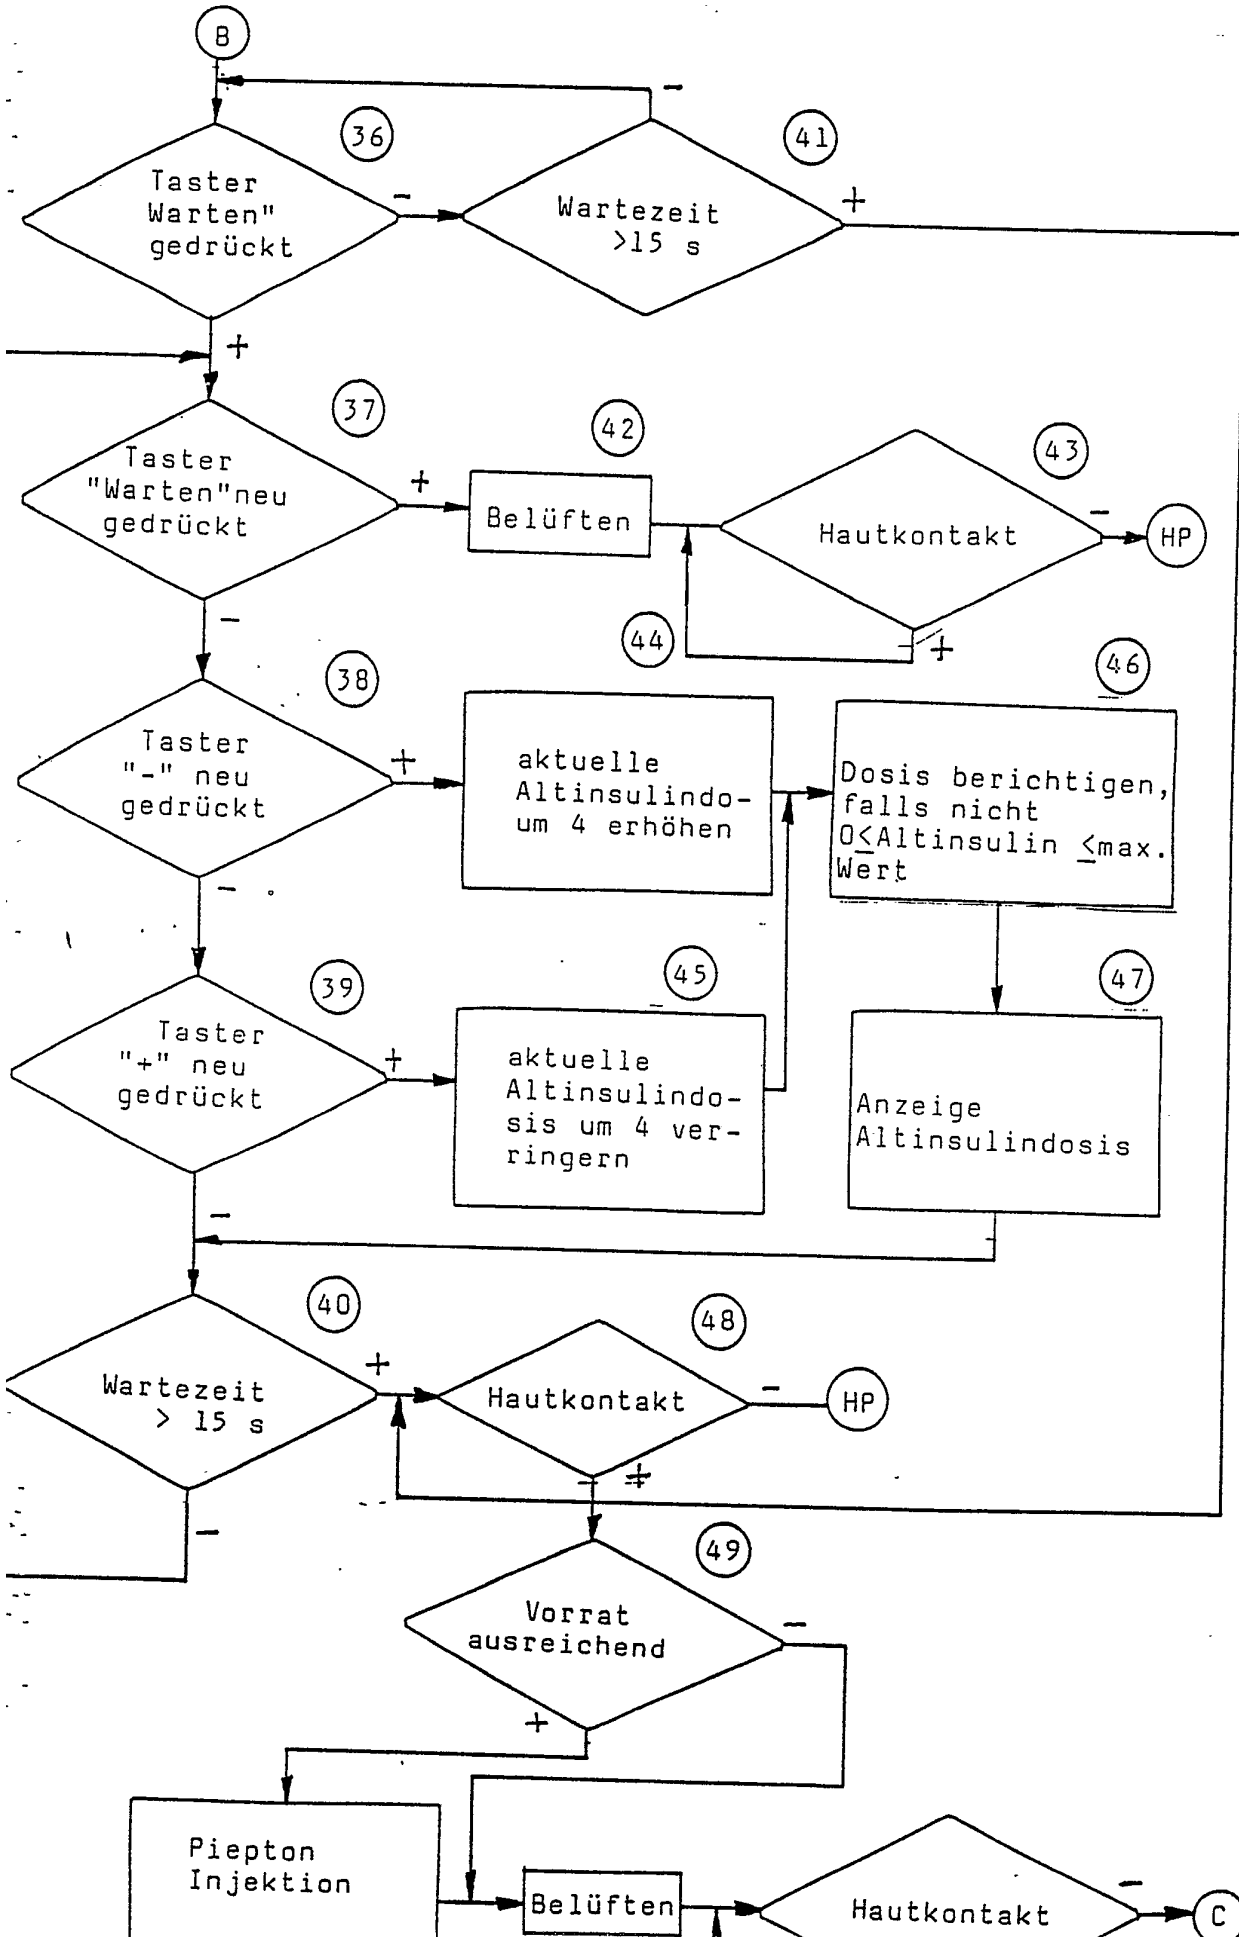 B
36
41
Taster
Warten"
gedrückt
-
-
Wartezeit
>15 s
+
+
37
42
43
Taster
"Warten"neu
gedrückt
+
Belüften
Hautkontakt
-
HP
-
44
+
38
46
Taster
"-" neu
gedrückt
+
aktuelle
Altinsulindo-
um 4 erhöhen
Dosis berichtigen,
falls nicht
0≤Altinsulin ≤max.
Wert
-
39
45
47
Taster
"+" neu
gedrückt
+
aktuelle
Altinsulindo-
sis um 4 ver-
ringern
Anzeige
Altinsulindosis
-
40
48
Wartezeit
> 15 s
+
Hautkontakt
-
HP
+
-
49
Vorrat
ausreichend
-
+
Piepton
Injektion
Belüften
Hautkontakt
-
C